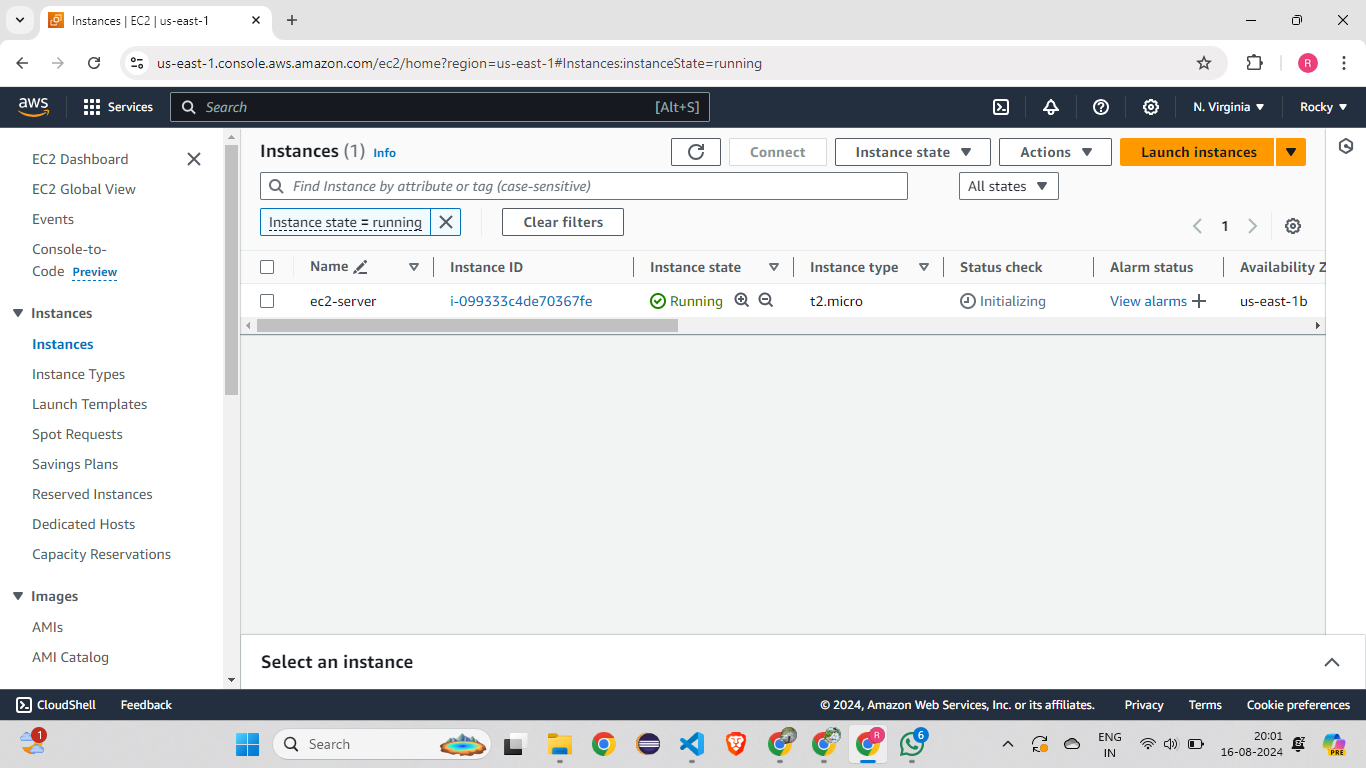 Instances | EC2 | us-east-1
us-east-1.console.aws.amazon.com/ec2/home?region=us-east-1#Instances:instanceState=running
R
aws
Services
Search
[Alt+S]
N. Virginia
Rocky
EC2 Dashboard
EC2 Global View
Events
Console-to-
Code Preview
Instances
Instances
Instance Types
Launch Templates
Spot Requests
Savings Plans
Reserved Instances
Dedicated Hosts
Capacity Reservations
Images
AMIs
AMI Catalog
Instances (1) Info
Connect
Instance state
Actions
Launch instances
Find Instance by attribute or tag (case-sensitive)
All states
Instance state = running
Clear filters
1
Name
Instance ID
Instance state
Instance type
Status check
Alarm status
Availability Z
ec2-server
i-099333c4de70367fe
Running
t2.micro
Initializing
View alarms
us-east-1b
Select an instance
CloudShell
Feedback
© 2024, Amazon Web Services, Inc. or its affiliates.
Privacy
Terms
Cookie preferences
1
Search
R
6
ENG
IN
20:01
16-08-2024
PRE